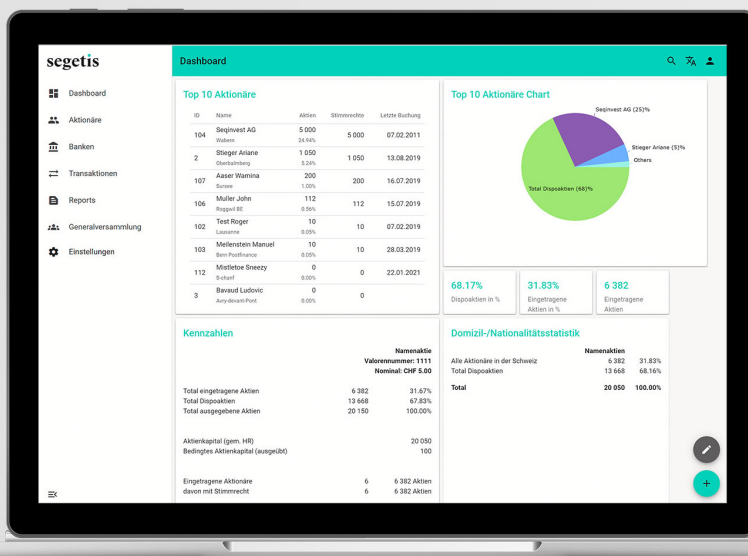 segetis
Dashboard
Dashboard
Aktionäre
Banken
Transaktionen
Reports
Generalversammlung
Einstellungen
Top 10 Aktionäre
ID Name Aktien Stimmrechte Letzte Buchung
104 Seqinvest AG 5 000 5 000 07.02.2011
Wabern 24.94%
2 Stieger Ariane 1 050 1 050 13.08.2019
Oberbalmberg 5.24%
107 Aaser Wamina 200 200 16.07.2019
Sursee 1.00%
106 Muller John 112 112 15.07.2019
Roggwil BE 0.56%
102 Test Roger 10 10 07.02.2019
Lausanne 0.05%
103 Meilenstein Manuel 10 10 28.03.2019
Bern Postfinance 0.05%
112 Mistletoe Sneezy 0 0 22.01.2021
S-chanf 0.00%
3 Bavaud Ludovic 0 0
Avry-devant-Pont 0.00%
Top 10 Aktionäre Chart
Seqinvest AG (25)%
Stieger Ariane (5)%
Others
Total Dispoaktien (68)%
68.17%
Dispoaktien in %
31.83%
Eingetragene
Aktien in %
6 382
Eingetragene
Aktien
Kennzahlen
Namenaktie
Valorennummer: 1111
Nominal: CHF 5.00
Total eingetragene Aktien 6 382 31.67%
Total Dispoaktien 13 668 67.83%
Total ausgegebene Aktien 20 150 100.00%
Aktienkapital (gem. HR) 20 050
Bedingtes Aktienkapital (ausgeübt) 100
Eingetragene Aktionäre 6 6 382 Aktien
davon mit Stimmrecht 6 6 382 Aktien
Domizil-/Nationalitätsstatistik
Namenaktien
Alle Aktionäre in der Schweiz 6 382 31.83%
Total Dispoaktien 13 668 68.16%
Total 20 050 100.00%